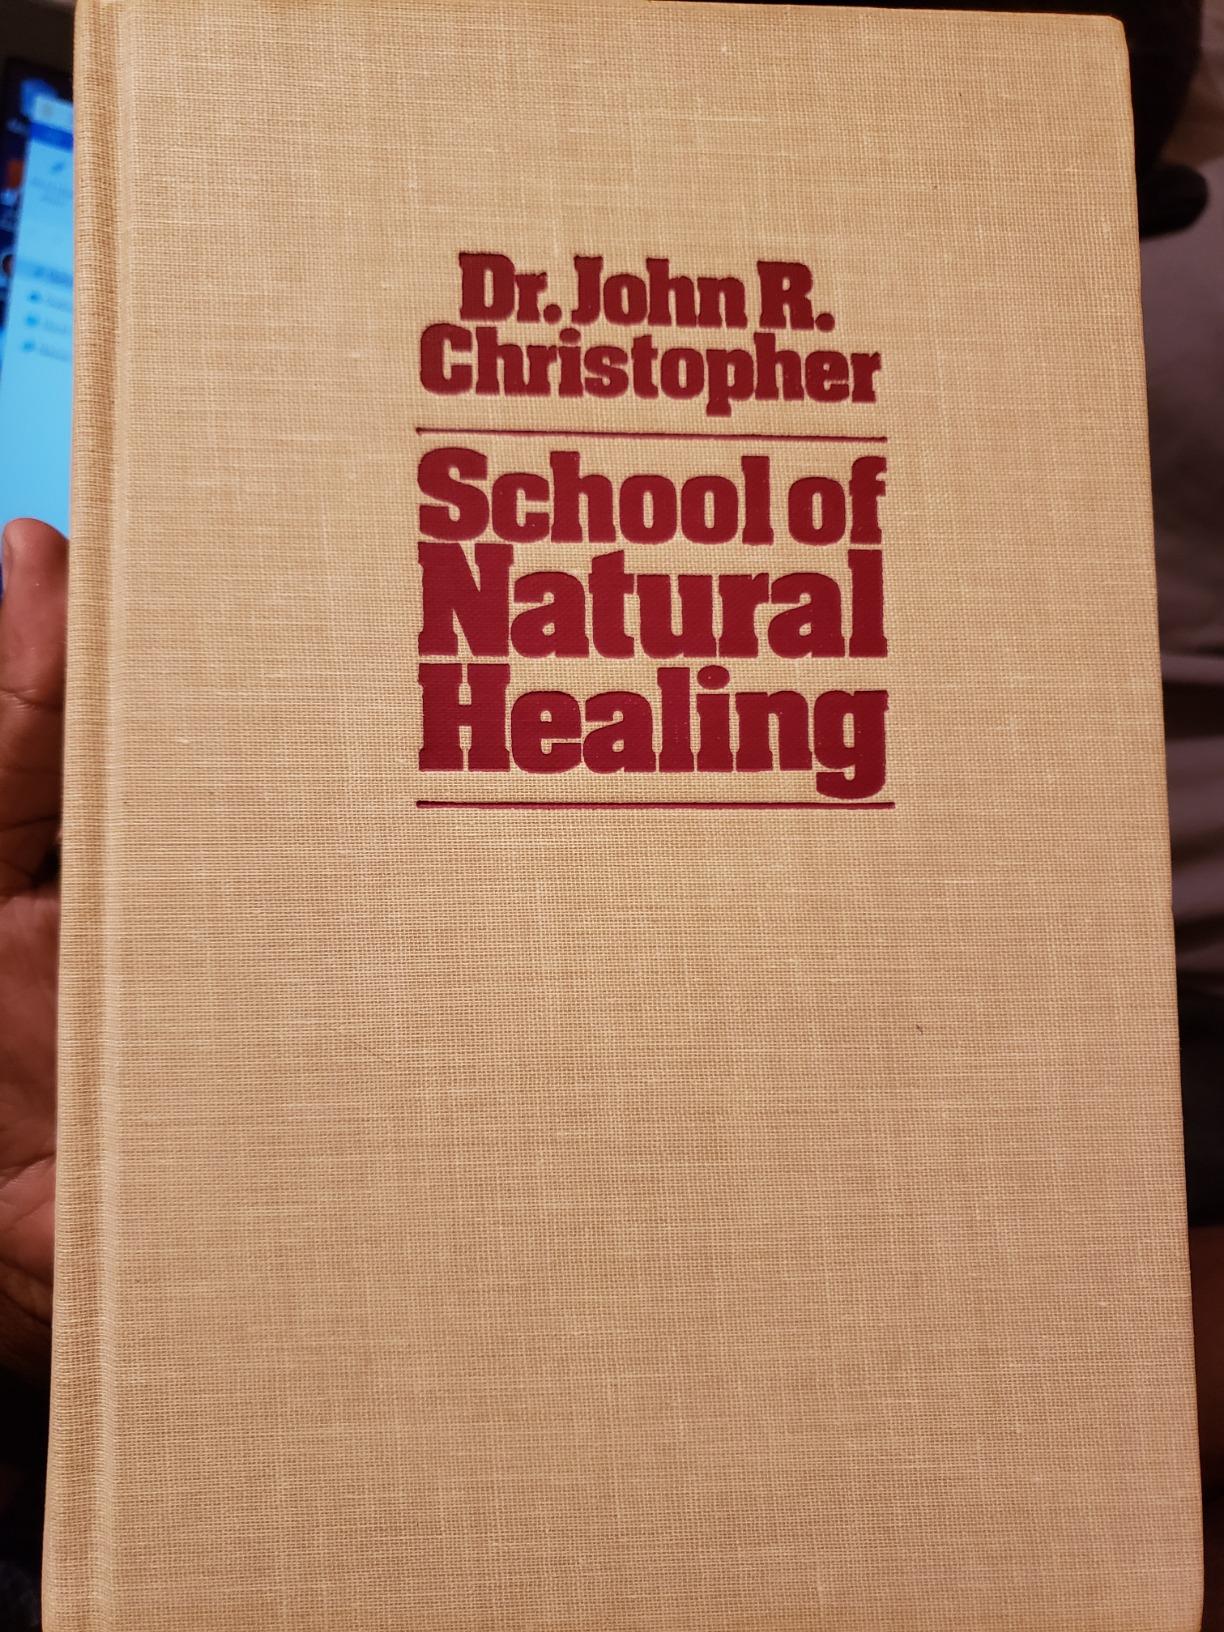 Dr. John R.
Christopher
School of
Natural
Healing